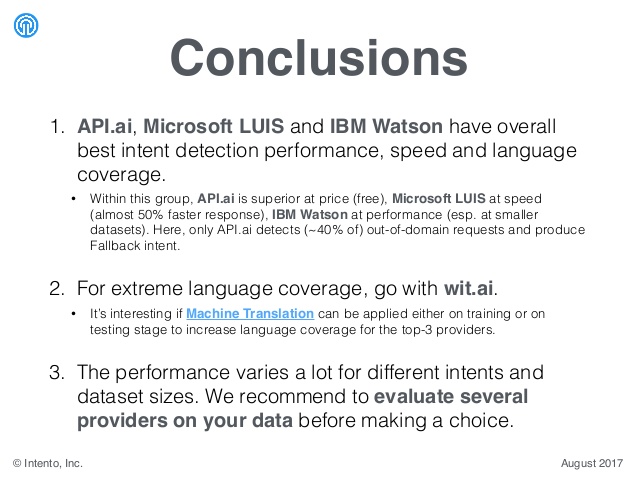 Conclusions
1. API.ai, Microsoft LUIS and IBM Watson have overall
best intent detection performance, speed and language
coverage.
• Within this group, API.ai is superior at price (free), Microsoft LUIS at speed
(almost 50% faster response), IBM Watson at performance (esp. at smaller
datasets). Here, only API.ai detects (~40% of) out-of-domain requests and produce
Fallback intent.
2. For extreme language coverage, go with wit.ai.
• It's interesting if Machine Translation can be applied either on training or on
testing stage to increase language coverage for the top-3 providers.
3. The performance varies a lot for different intents and
dataset sizes. We recommend to evaluate several
providers on your data before making a choice.
© Intento, Inc.
August 2017